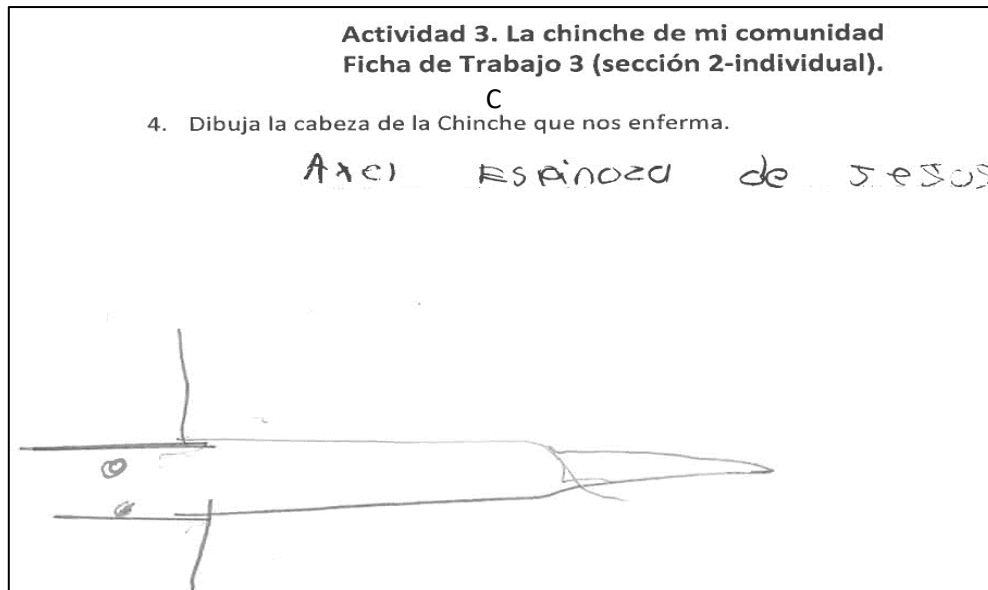 Actividad 3. La chinche de mi comunidad
Ficha de Trabajo 3 (sección 2-individual).
C
4. Dibuja la cabeza de la Chinche que nos enferma.
Axel Espinoza de Jesus